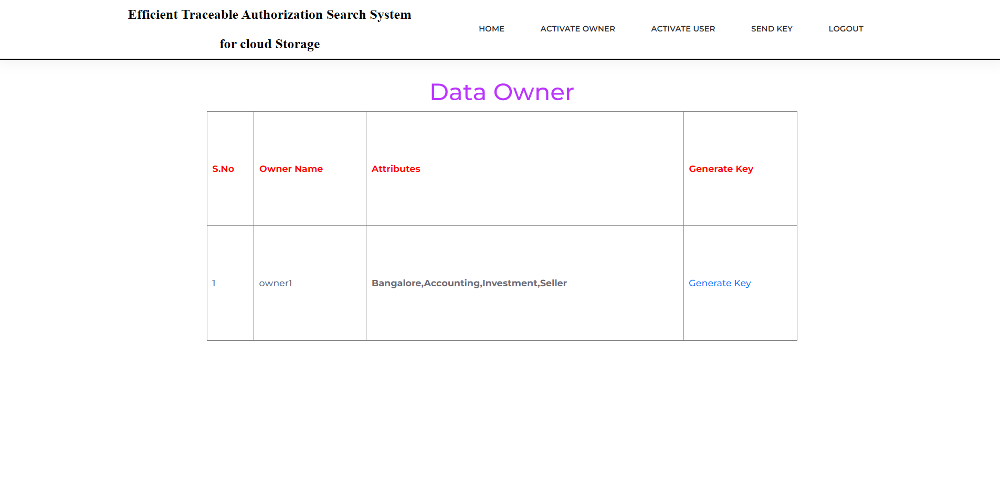 Efficient Traceable Authorization Search System
for cloud Storage
HOME ACTIVATE OWNER ACTIVATE USER SEND KEY LOGOUT
Data Owner
S.No Owner Name Attributes Generate Key
1 owner1 Bangalore,Accounting,Investment,Seller Generate Key